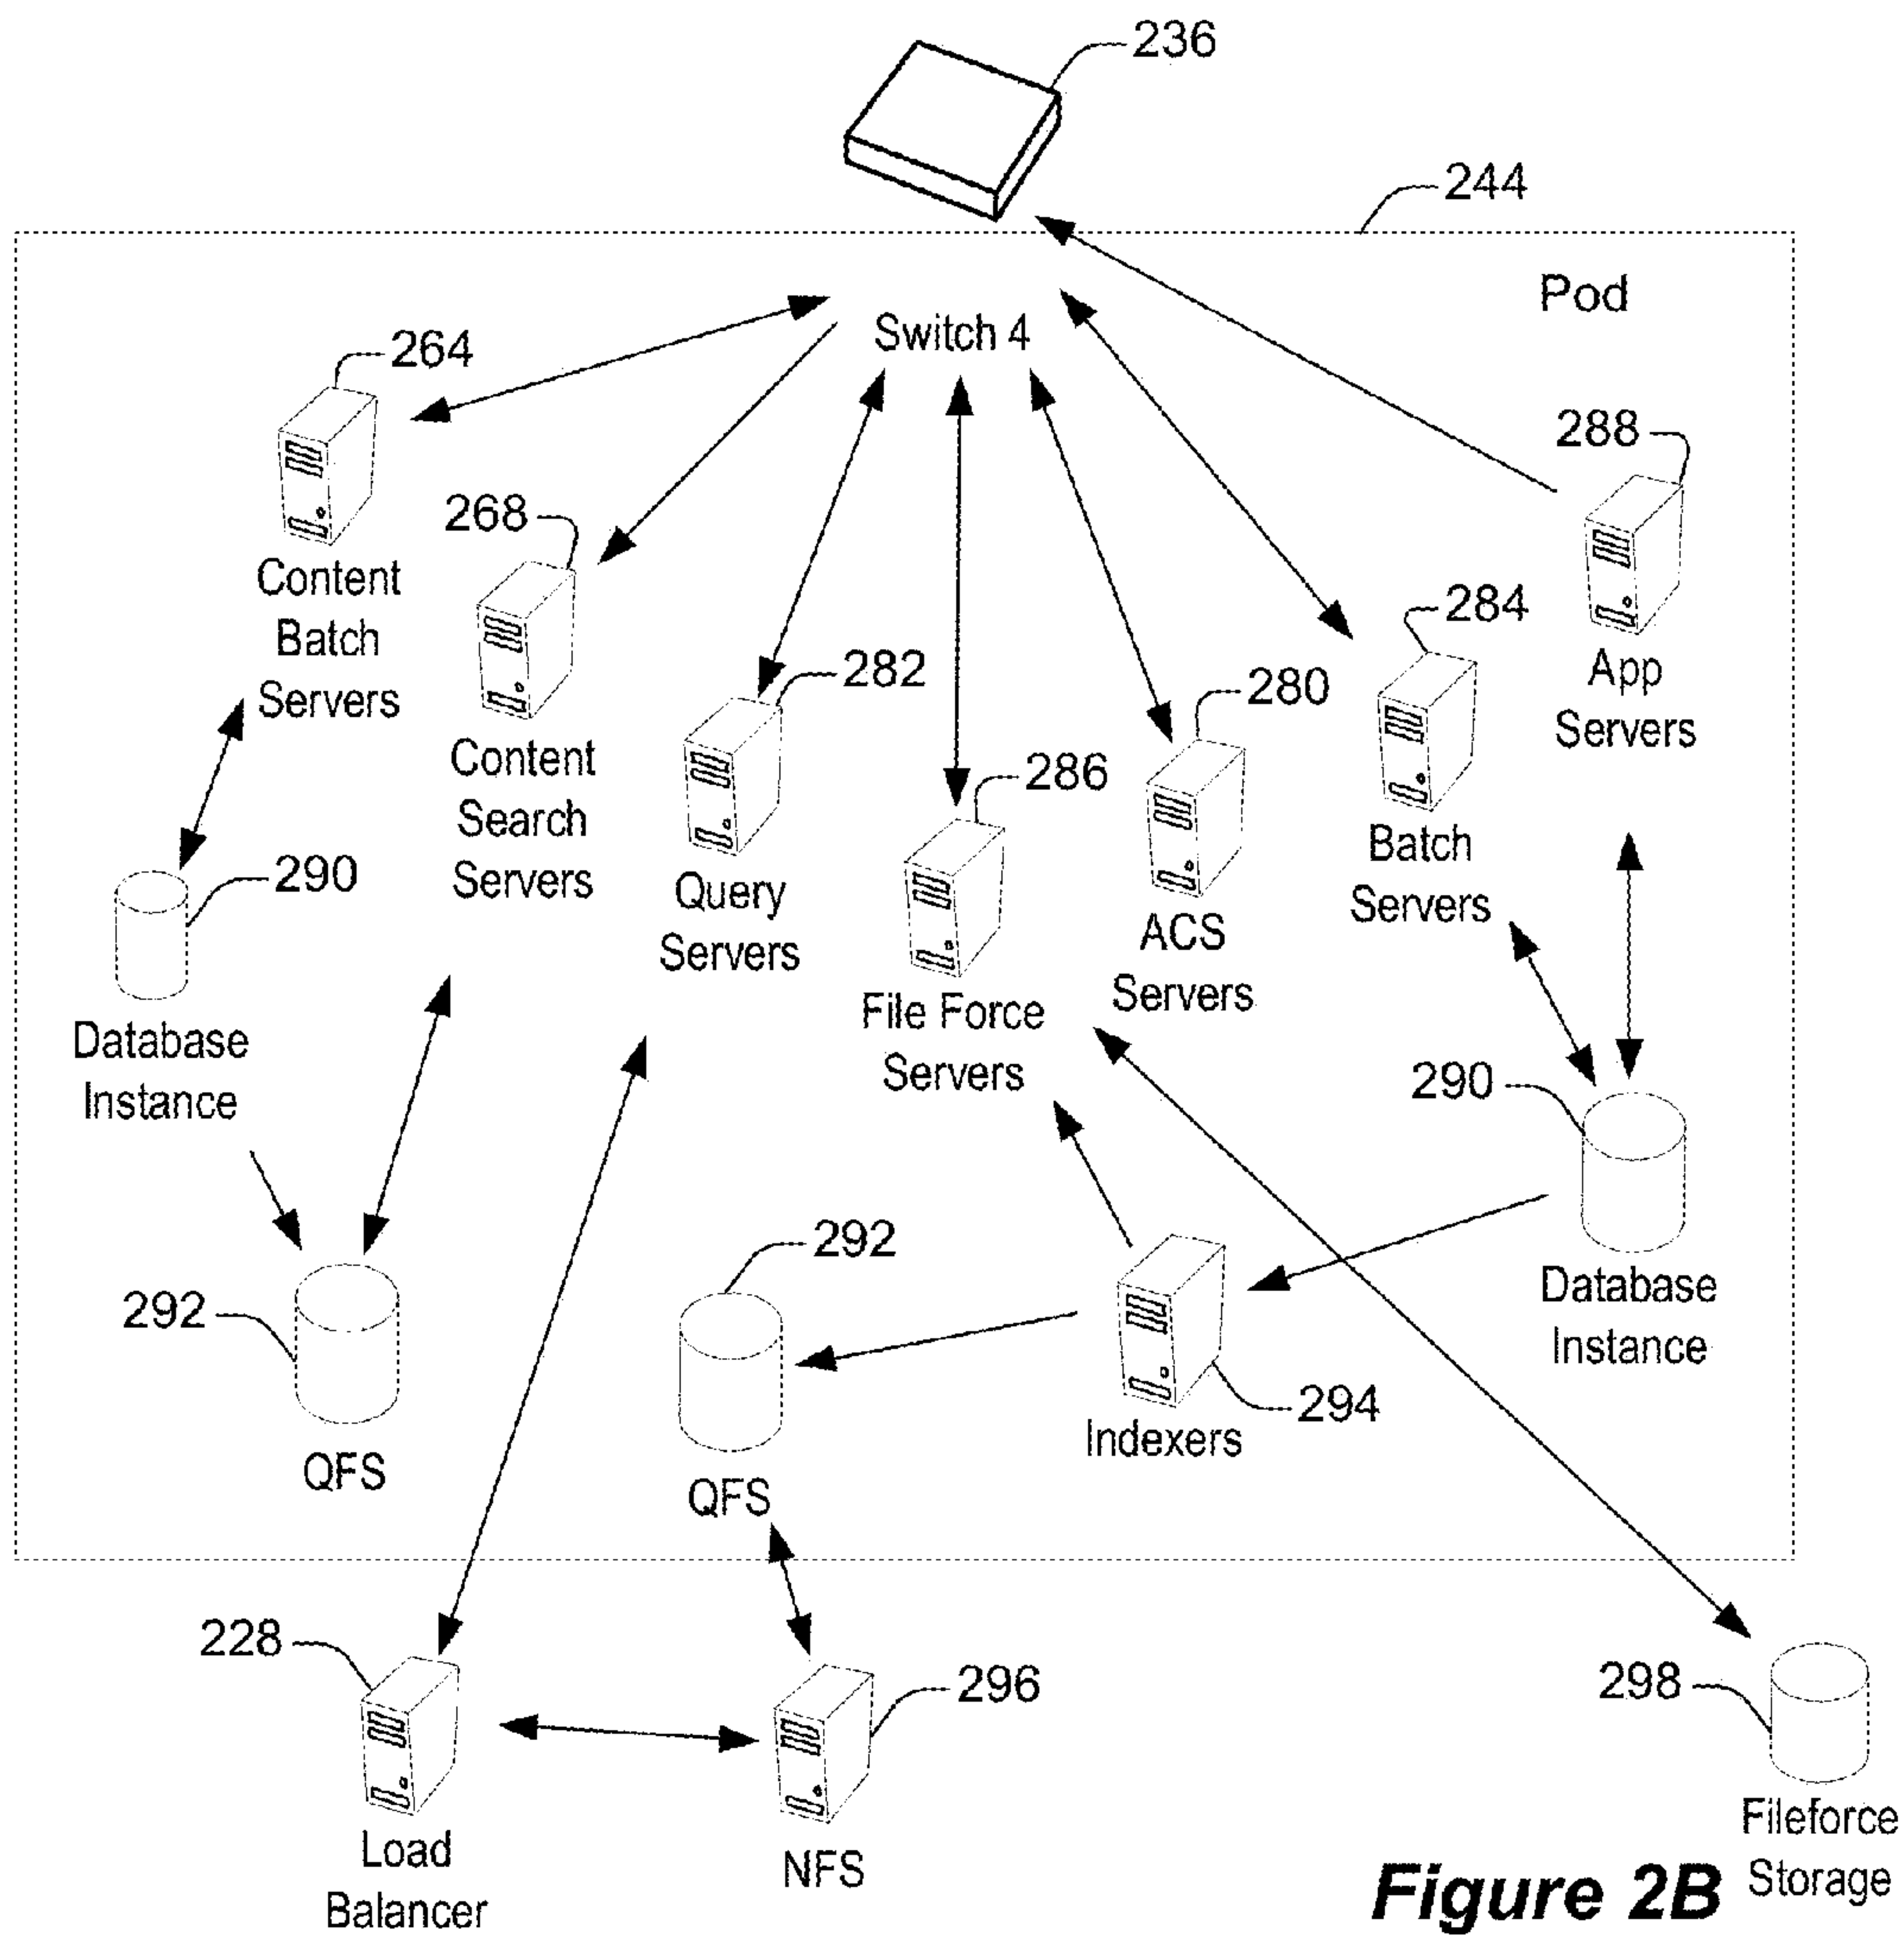 236
244
Pod
Switch 4
264
Content
Batch
Servers
268
Content
Search
Servers
282
Query
Servers
286
File Force
Servers
280
ACS
Servers
284
Batch
Servers
288
App
Servers
290
Database
Instance
290
Database
Instance
292
QFS
292
QFS
294
Indexers
228
Load
Balancer
296
NFS
298
Fileforce
Storage
Figure 2B